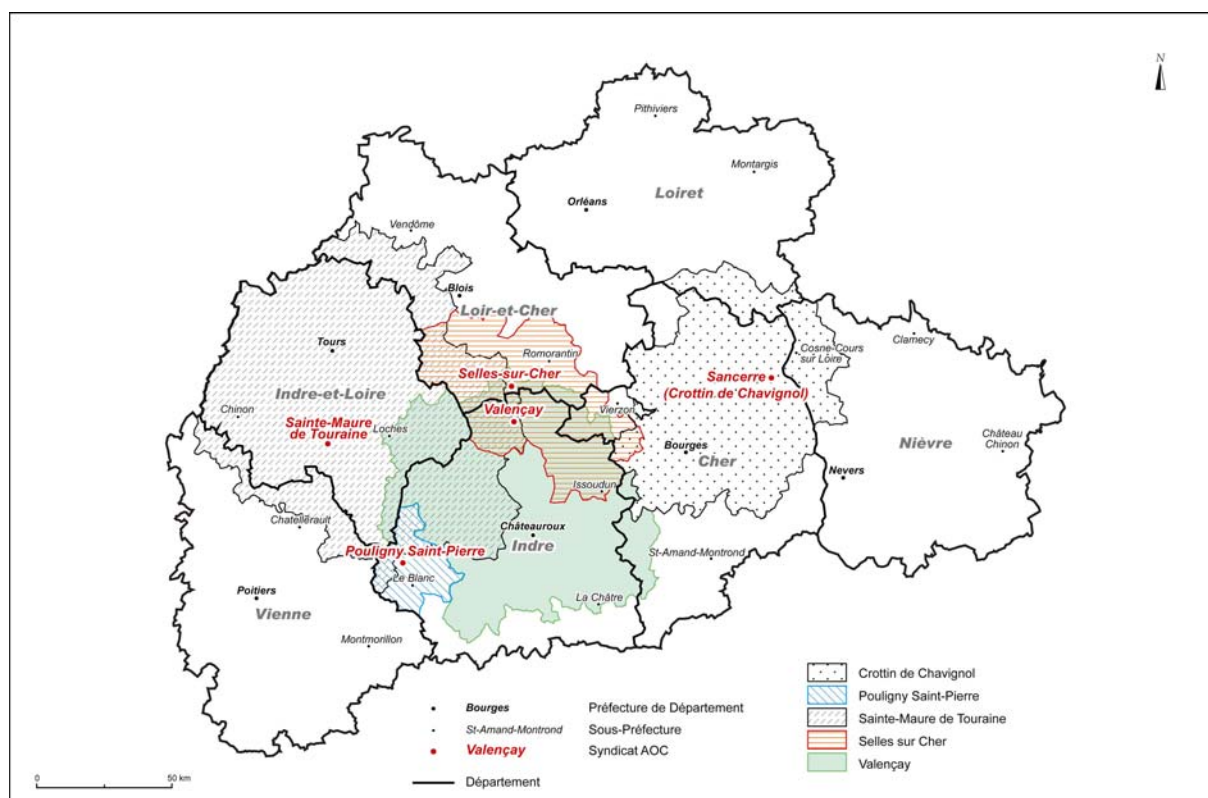 N
Pithiviers
Montargis
Loiret
Orléans
Vendôme
Blois
Loir-et-Cher
Tours
Romorantin
Selles-sur-Cher
Indre-et-Loire
Chinon
Sainte-Maure
de Touraine
Loches
Valençay
Vierzon
Sancerre
(Crottin de Chavignol)
Cosne-Cours
sur Loire
Clamecy
Bourges
Cher
Nièvre
Château
Chinon
Nevers
Issoudun
Chatellerault
Châteauroux
Indre
Pouligny Saint-Pierre
Le Blanc
St-Amand-Montrond
La Châtre
Poitiers
Vienne
Montmorillon
Bourges Préfecture de Département
St-Amand-Montrond Sous-Préfecture
Valençay Syndicat AOC
Département
0 50 km
Crottin de Chavignol
Pouligny Saint-Pierre
Sainte-Maure de Touraine
Selles sur Cher
Valençay